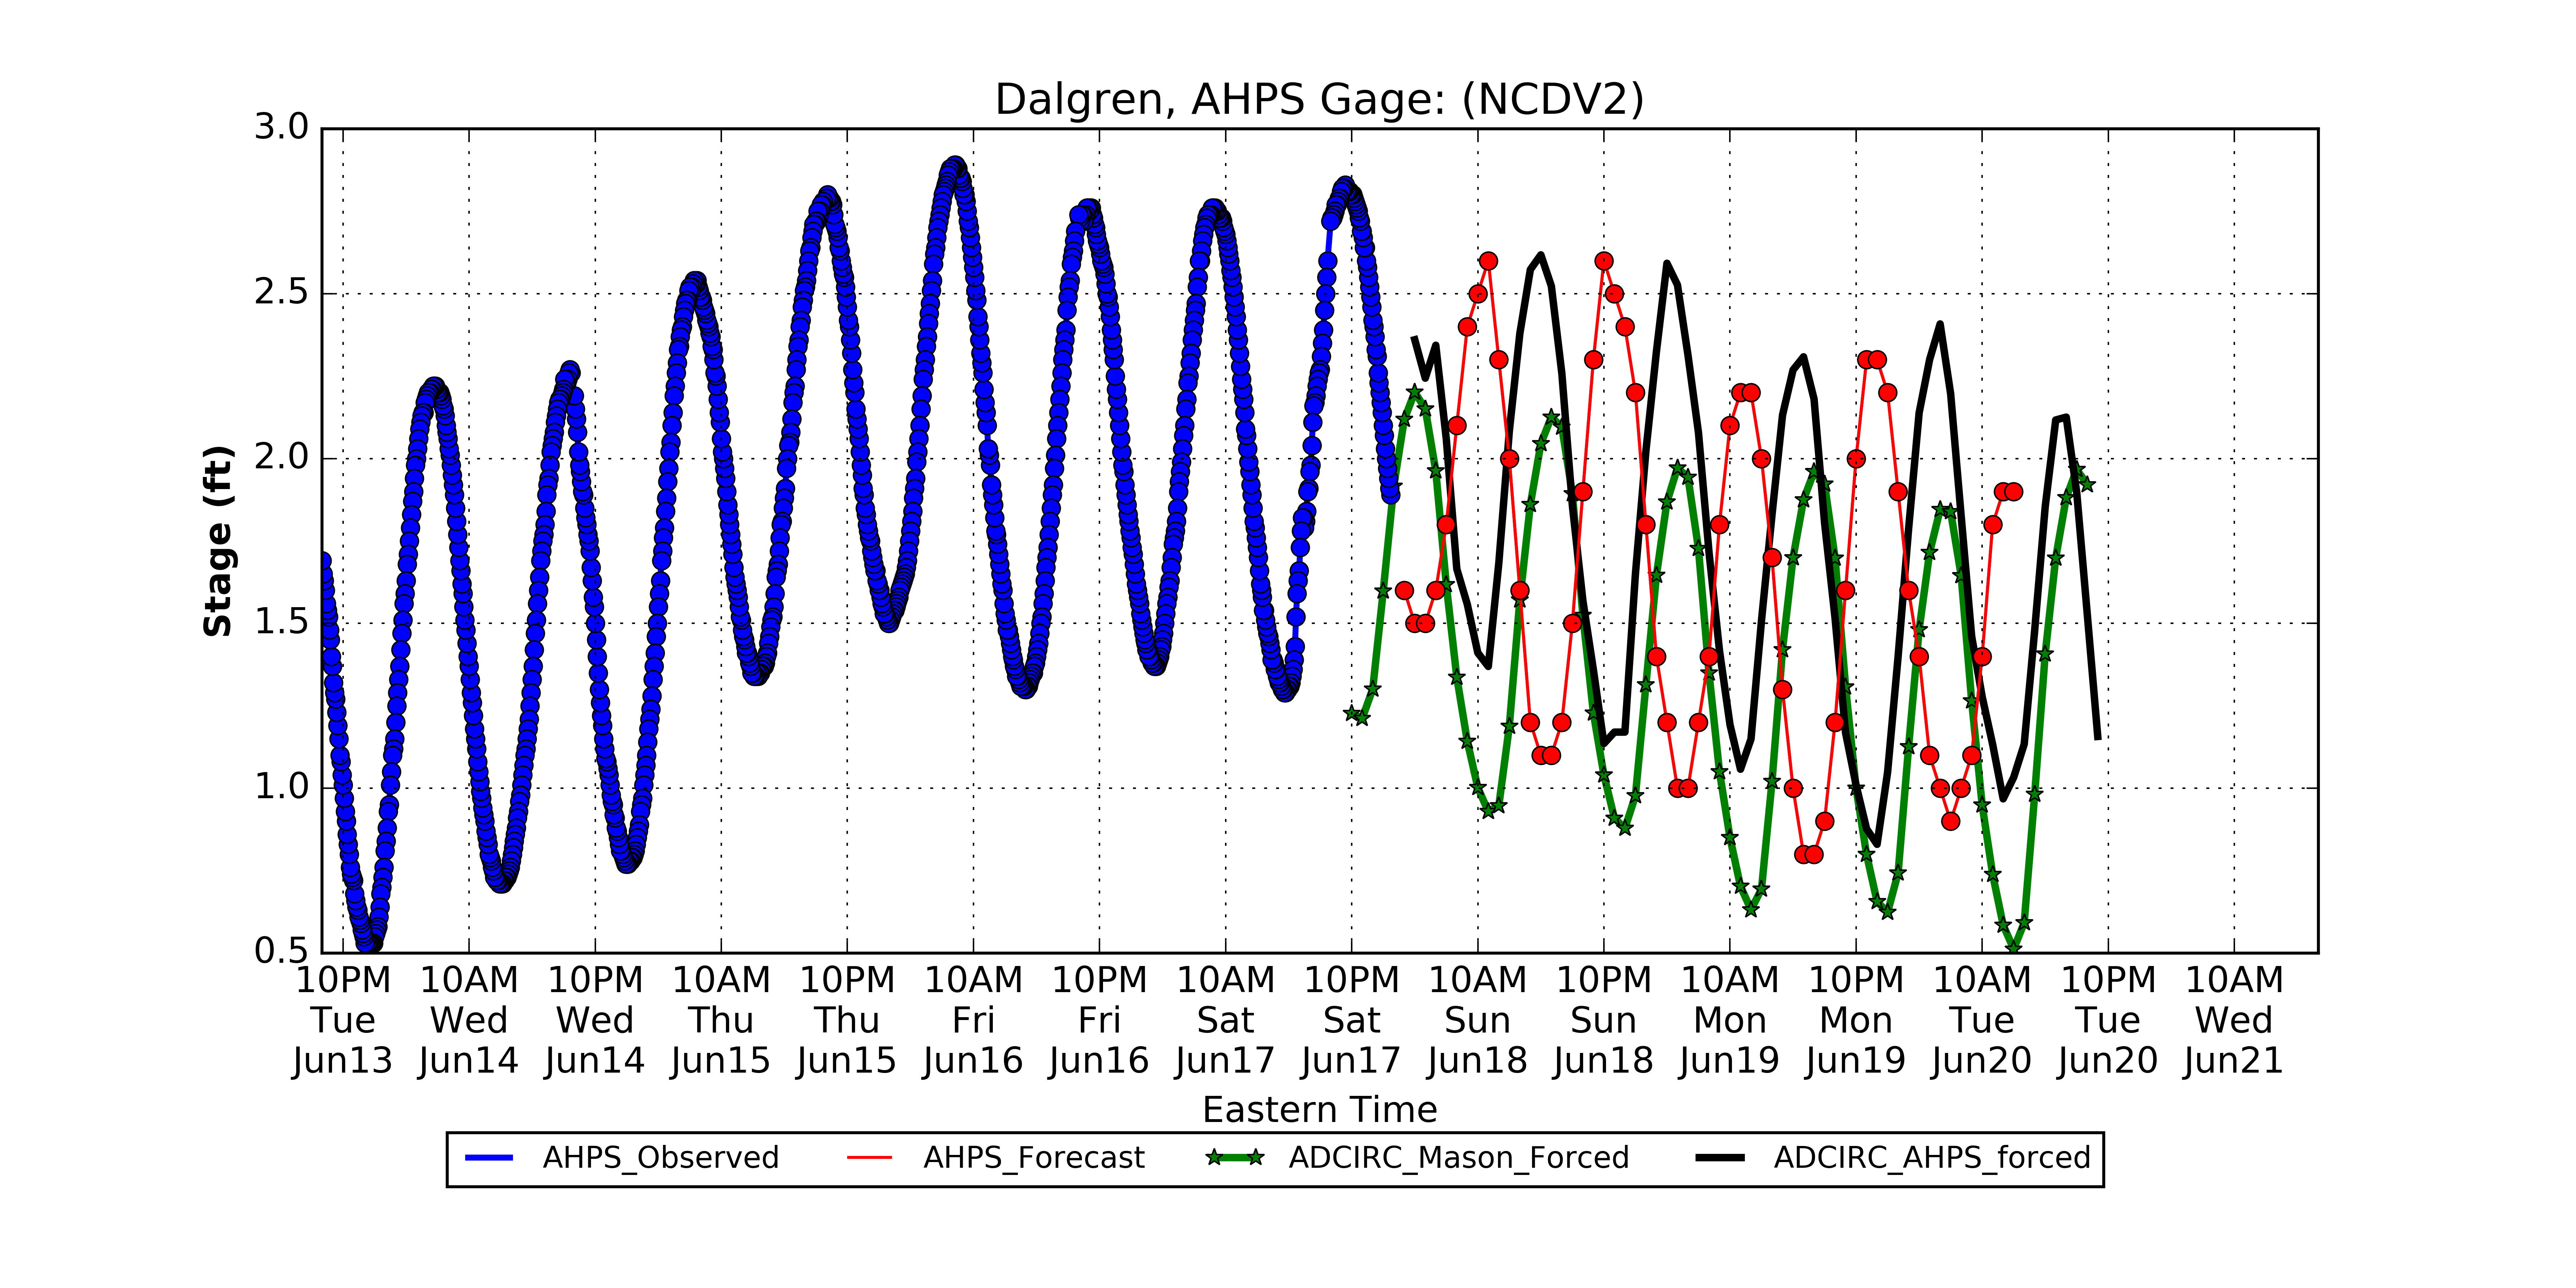 Dalgren, AHPS Gage: (NCDV2)
3.0
2.5
2.0
1.5
1.0
0.5
Stage (ft)
10PM 10AM 10PM 10AM 10PM 10AM 10PM 10AM 10PM 10AM 10PM 10AM 10PM 10AM 10PM 10AM
Tue Wed Wed Thu Thu Fri Fri Sat Sat Sun Sun Mon Mon Tue Tue Wed
Jun13 Jun14 Jun14 Jun15 Jun15 Jun16 Jun16 Jun17 Jun17 Jun18 Jun18 Jun19 Jun19 Jun20 Jun20 Jun21
Eastern Time
AHPS_Observed AHPS_Forecast ADCIRC_Mason_Forced ADCIRC_AHPS_forced